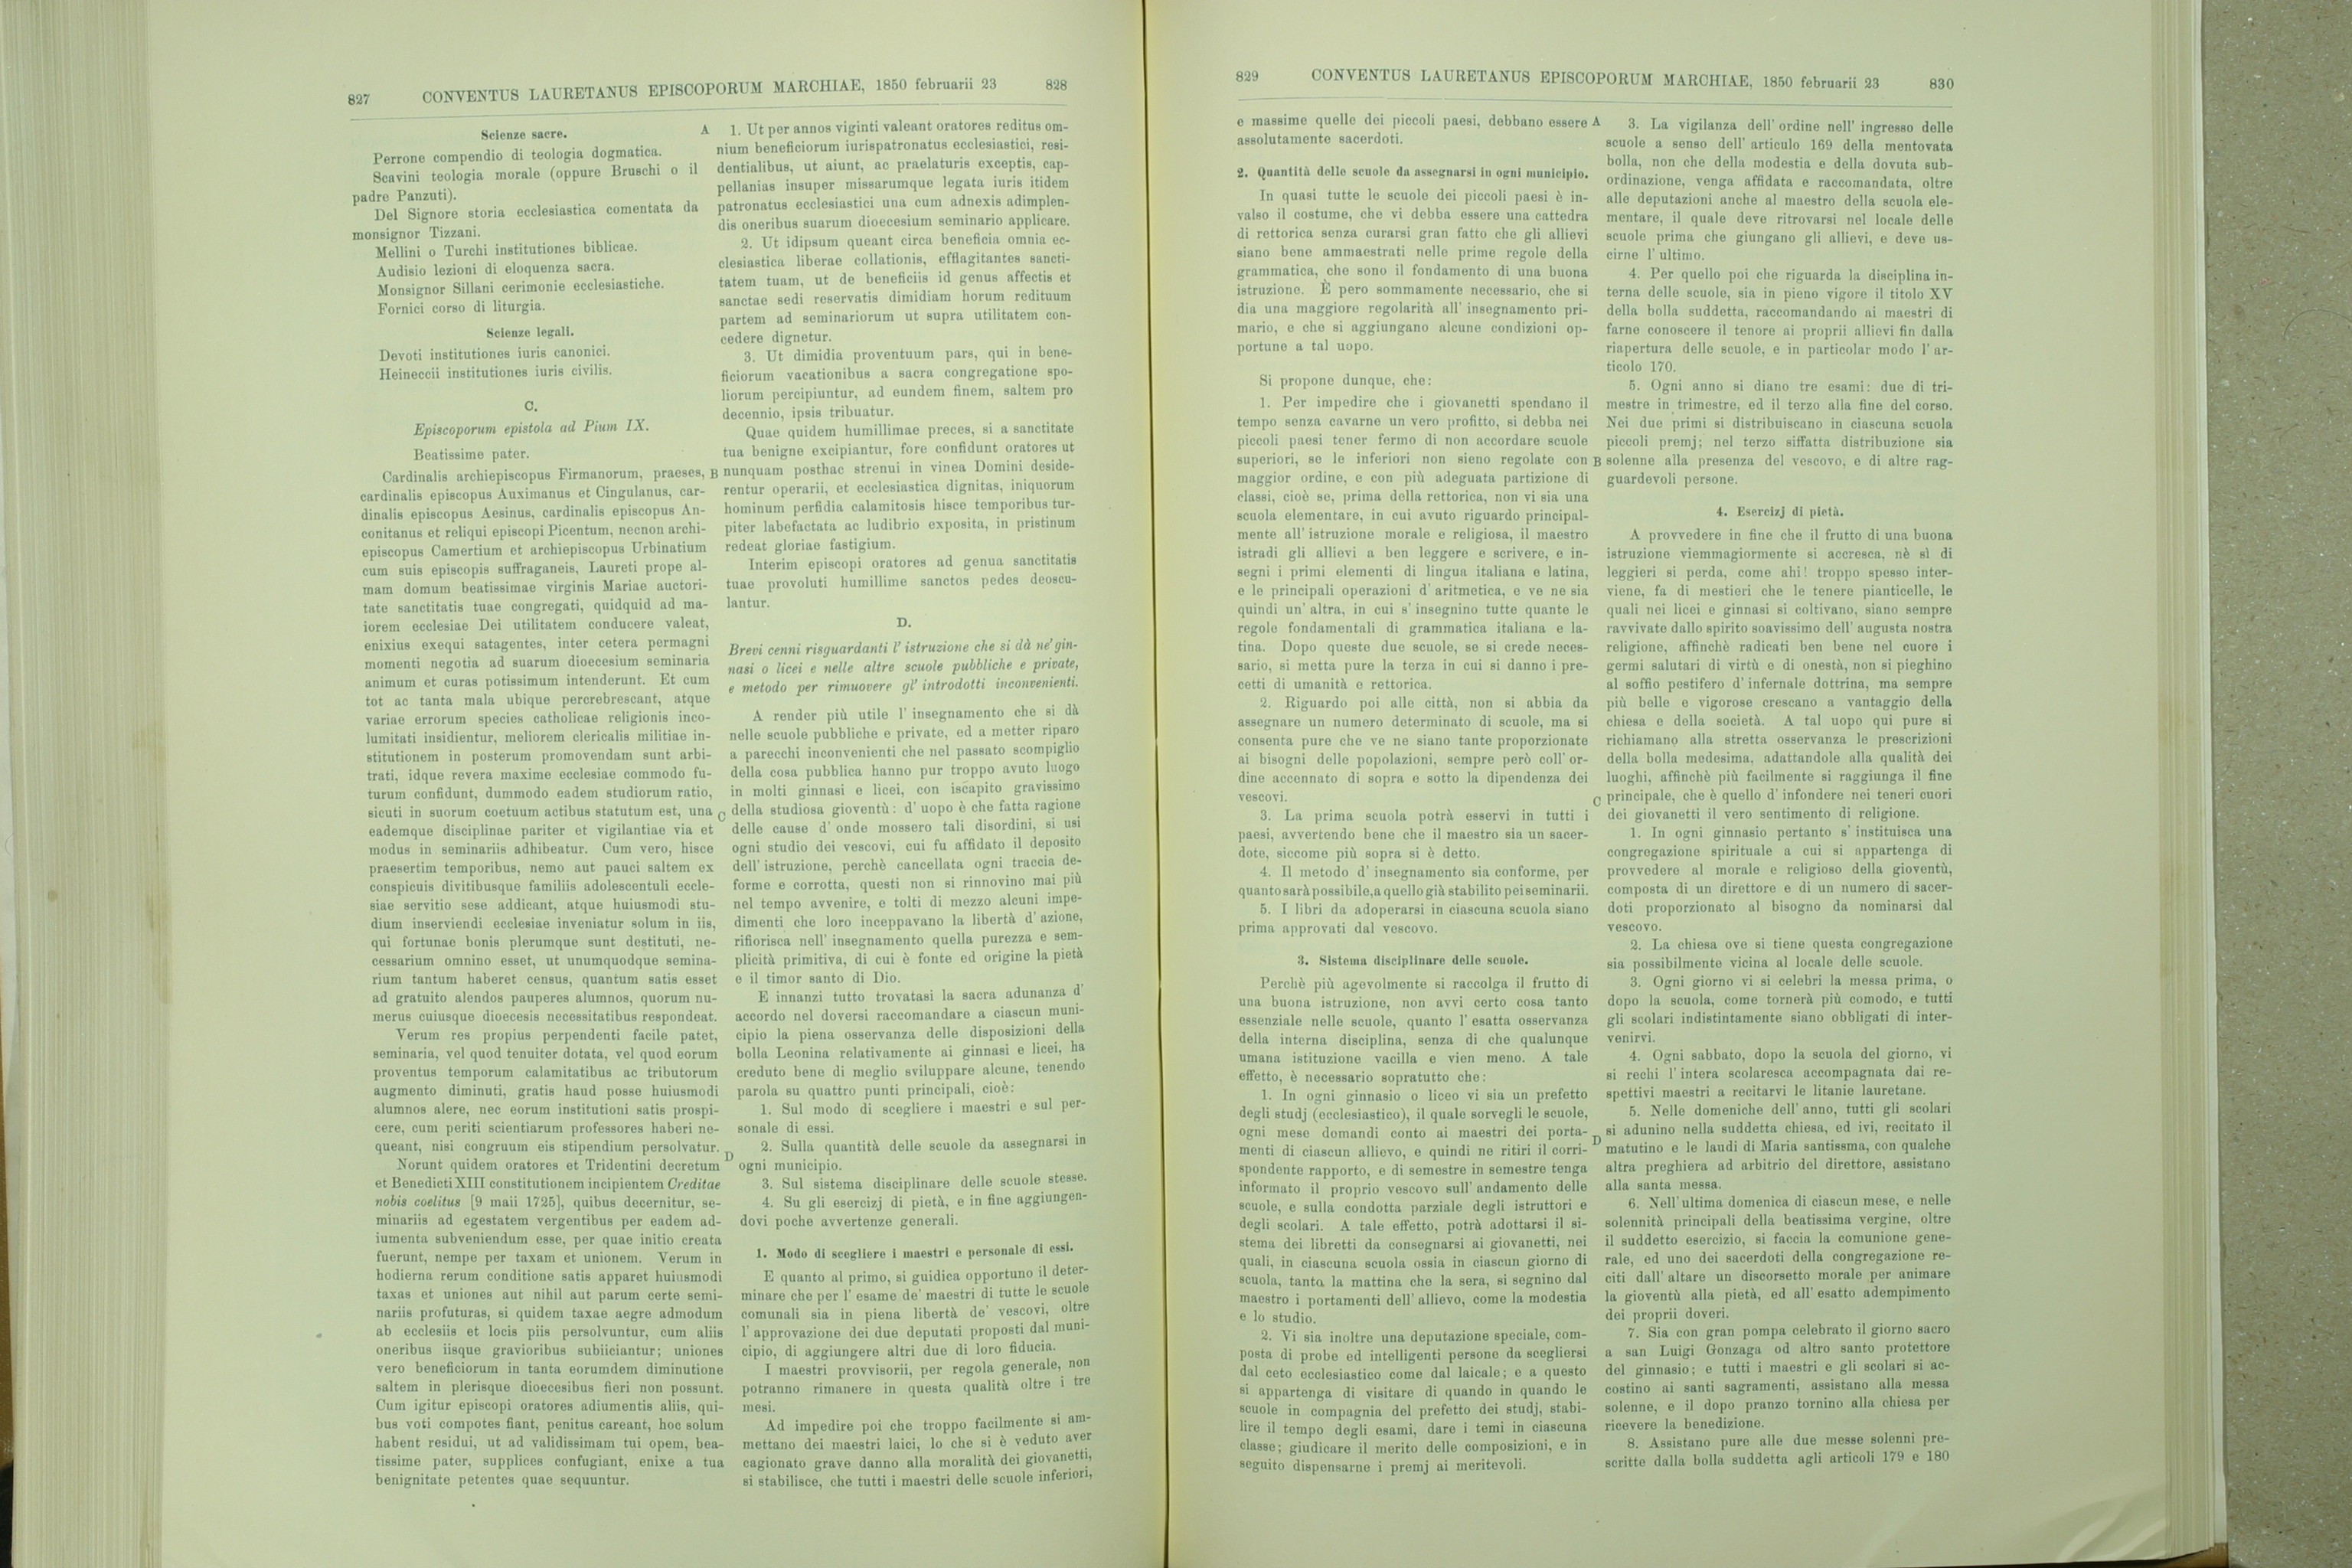 827 CONVENTUS LAURETANUS EPISCOPORUM MARCHIAE, 1850 februarii 23 828
Scienze sacre.
Perrone compendio di teologia dogmatica.
Scavini teologia morale (oppure Bruschi o il
padre Panzuti).
Del Signore storia ecclesiastica comentata da
monsignor Tizzani.
Mellini o Turchi institutiones biblicae.
Audisio lezioni di eloquenza sacra.
Monsignor Sillani cerimonie ecclesiastiche.
Fornici corso di liturgia.
Scienze legali.
Devoti institutiones iuris canonici.
Heineccii institutiones iuris civilis.
C.
Episcoporum epistola ad Pium IX.
Beatissime pater.
Cardinalis archiepiscopus Firmanorum, praeses,
cardinalis episcopus Auximanus et Cingulanus, car-
dinalis episcopus Aesinus, cardinalis episcopus An-
conitanus et reliqui episcopi Picentum, necnon archi-
episcopus Camertium et archiepiscopus Urbinatium
cum suis episcopis suffraganeis, Laureti prope al-
mam domum beatissimae virginis Mariae auctori-
tate sanctitatis tuae congregati, quidquid ad ma-
iorem ecclesiae Dei utilitatem conducere valeat,
enixius exequi satagentes, inter cetera permagni
momenti negotia ad suarum dioecesium seminaria
animum et curas potissimum intenderunt. Et cum
tot ac tanta mala ubique percrebrescant, atque
variae errorum species catholicae religionis inco-
lumitati insidientur, meliorem clericalis militiae in-
stitutionem in posterum promovendam sunt arbi-
trati, idque revera maxime ecclesiae commodo fu-
turum confidunt, dummodo eadem studiorum ratio,
sicuti in suorum coetuum actibus statutum est, una
eademque disciplinae pariter et vigilantiae via et
modus in seminariis adhibeatur. Cum vero, hisce
praesertim temporibus, nemo aut pauci saltem ex
conspicuis divitibusque familiis adolescentuli eccle-
siae servitio sese addicant, atque huiusmodi stu-
dium inserviendi ecclesiae inveniatur solum in iis,
qui fortunae bonis plerumque sunt destituti, ne-
cessarium omnino esset, ut unumquodque semina-
rium tantum haberet census, quantum satis esset
ad gratuito alendos pauperes alumnos, quorum nu-
merus cuiusque dioecesis necessitatibus respondeat.
Verum res propius perpendenti facile patet,
seminaria, vel quod tenuiter dotata, vel quod eorum
proventus temporum calamitatibus ac tributorum
augmento diminuti, gratis haud posse huiusmodi
alumnos alere, nec eorum institutioni satis prospi-
cere, cum periti scientiarum professores haberi ne-
queant, nisi congruum eis stipendium persolvatur.
Norunt quidem oratores et Tridentini decretum
et Benedicti XIII constitutionem incipientem Creditae
nobis coelitus [9 maii 1725], quibus decernitur, se-
minariis ad egestatem vergentibus per eadem ad-
iumenta subveniendum esse, per quae initio creata
fuerunt, nempe per taxam et unionem. Verum in
hodierna rerum conditione satis apparet huiusmodi
taxas et uniones aut nihil aut parum certe semi-
nariis profuturas, si quidem taxae aegre admodum
ab ecclesiis et locis piis persolvuntur, cum aliis
oneribus iisque gravioribus subiiciantur; uniones
vero beneficiorum in tanta eorumdem diminutione
saltem in plerisque dioecesibus fieri non possunt.
Cum igitur episcopi oratores adiumentis aliis, qui-
bus voti compotes fiant, penitus careant, hoc solum
habent residui, ut ad validissimam tui opem, bea-
tissime pater, supplices confugiant, enixe a tua
benignitate petentes quae sequuntur.
A
B
C
D
1. Ut per annos viginti valeant oratores reditus om-
nium beneficiorum iurispatronatus ecclesiastici, resi-
dentialibus, ut aiunt, ac praelaturis exceptis, cap-
pellanias insuper missarumque legata iuris itidem
patronatus ecclesiastici una cum adnexis adimplen-
dis oneribus suarum dioecesium seminario applicare.
2. Ut idipsum queant circa beneficia omnia ec-
clesiastica liberae collationis, efflagitantes sancti-
tatem tuam, ut de beneficiis id genus affectis et
sanctae sedi reservatis dimidiam horum redituum
partem ad seminariorum ut supra utilitatem con-
cedere dignetur.
3. Ut dimidia proventuum pars, qui in bene-
ficiorum vacationibus a sacra congregatione spo-
liorum percipiuntur, ad eundem finem, saltem pro
decennio, ipsis tribuatur.
Quae quidem humillimae preces, si a sanctitate
tua benigne excipiantur, fore confidunt oratores ut
nunquam posthac strenui in vinea Domini deside-
rentur operarii, et ecclesiastica dignitas, iniquorum
hominum perfidia calamitosis hisce temporibus tur-
piter labefactata ac ludibrio exposita, in pristinum
redeat gloriae fastigium.
Interim episcopi oratores ad genua sanctitatis
tuae provoluti humillime sanctos pedes deoscu-
lantur.
D.
Brevi cenni risguardanti l' istruzione che si dà ne' gin-
nasi o licei e nelle altre scuole pubbliche e private,
e metodo per rimuovere gl' introdotti inconvenienti.
A render più utile l' insegnamento che si dà
nelle scuole pubbliche e private, ed a metter riparo
a parecchi inconvenienti che nel passato scompiglio
della cosa pubblica hanno pur troppo avuto luogo
in molti ginnasi e licei, con iscapito gravissimo
della studiosa gioventù: d' uopo è che fatta ragione
delle cause d' onde mossero tali disordini, si usi
ogni studio dei vescovi, cui fu affidato il deposito
dell' istruzione, perchè cancellata ogni traccia de-
forme e corrotta, questi non si rinnovino mai più
nel tempo avvenire, e tolti di mezzo alcuni impe-
dimenti che loro inceppavano la libertà d' azione,
rifiorisca nell' insegnamento quella purezza e sem-
plicità primitiva, di cui è fonte ed origine la pietà
e il timor santo di Dio.
E innanzi tutto trovatasi la sacra adunanza d'
accordo nel doversi raccomandare a ciascun muni-
cipio la piena osservanza delle disposizioni della
bolla Leonina relativamente ai ginnasi e licei, ha
creduto bene di meglio sviluppare alcune, tenendo
parola su quattro punti principali, cioè:
1. Sul modo di scegliere i maestri e sul per-
sonale di essi.
2. Sulla quantità delle scuole da assegnarsi in
ogni municipio.
3. Sul sistema disciplinare delle scuole stesse.
4. Su gli esercizj di pietà, e in fine aggiungen-
dovi poche avvertenze generali.
1. Modo di scegliere i maestri e personale di essi.
E quanto al primo, si guidica opportuno il deter-
minare che per l' esame de' maestri di tutte le scuole
comunali sia in piena libertà de' vescovi, oltre
l' approvazione dei due deputati proposti dal muni-
cipio, di aggiungere altri due di loro fiducia.
I maestri provvisorii, per regola generale, non
potranno rimanere in questa qualità oltre i tre
mesi.
Ad impedire poi che troppo facilmente si am-
mettano dei maestri laici, lo che si è veduto aver
cagionato grave danno alla moralità dei giovanetti,
si stabilisce, che tutti i maestri delle scuole inferiori,
829 CONVENTUS LAURETANUS EPISCOPORUM MARCHIAE, 1850 februarii 23 830
e massime quelle dei piccoli paesi, debbano essere
assolutamente sacerdoti.
2. Quantità delle scuole da assegnarsi in ogni municipio.
In quasi tutte le scuole dei piccoli paesi è in-
valso il costume, che vi debba essere una cattedra
di rettorica senza curarsi gran fatto che gli allievi
siano bene ammaestrati nelle prime regole della
grammatica, che sono il fondamento di una buona
istruzione. È pero sommamente necessario, che si
dia una maggiore regolarità all' insegnamento pri-
mario, e che si aggiungano alcune condizioni op-
portune a tal uopo.
Si propone dunque, che:
1. Per impedire che i giovanetti spendano il
tempo senza cavarne un vero profitto, si debba nei
piccoli paesi tener fermo di non accordare scuole
superiori, se le inferiori non sieno regolate con
maggior ordine, e con più adeguata partizione di
classi, cioè se, prima della rettorica, non vi sia una
scuola elementare, in cui avuto riguardo principal-
mente all' istruzione morale e religiosa, il maestro
istradi gli allievi a ben leggere e scrivere, e in-
segni i primi elementi di lingua italiana e latina,
e le principali operazioni d' aritmetica, e ve ne sia
quindi un' altra, in cui s' insegnino tutte quante le
regole fondamentali di grammatica italiana e la-
tina. Dopo queste due scuole, se si crede neces-
sario, si metta pure la terza in cui si danno i pre-
cetti di umanità e rettorica.
2. Riguardo poi alle città, non si abbia da
assegnare un numero determinato di scuole, ma si
consenta pure che ve ne siano tante proporzionate
ai bisogni delle popolazioni, sempre però coll' or-
dine accennato di sopra e sotto la dipendenza dei
vescovi.
3. La prima scuola potrà esservi in tutti i
paesi, avvertendo bene che il maestro sia un sacer-
dote, siccome più sopra si è detto.
4. Il metodo d' insegnamento sia conforme, per
quanto sarà possibile, a quello già stabilito pei seminarii.
5. I libri da adoperarsi in ciascuna scuola siano
prima approvati dal vescovo.
3. Sistema disciplinare delle scuole.
Perchè più agevolmente si raccolga il frutto di
una buona istruzione, non avvi certo cosa tanto
essenziale nelle scuole, quanto l' esatta osservanza
della interna disciplina, senza di che qualunque
umana istituzione vacilla e vien meno. A tale
effetto, è necessario sopratutto che:
1. In ogni ginnasio o liceo vi sia un prefetto
degli studj (ecclesiastico), il quale sorvegli le scuole,
ogni mese domandi conto ai maestri dei porta-
menti di ciascun allievo, e quindi ne ritiri il corri-
spondente rapporto, e di semestre in semestre tenga
informato il proprio vescovo sull' andamento delle
scuole, e sulla condotta parziale degli istruttori e
degli scolari. A tale effetto, potrà adottarsi il si-
stema dei libretti da consegnarsi ai giovanetti, nei
quali, in ciascuna scuola ossia in ciascun giorno di
scuola, tanto la mattina che la sera, si segnino dal
maestro i portamenti dell' allievo, come la modestia
e lo studio.
2. Vi sia inoltre una deputazione speciale, com-
posta di probe ed intelligenti persone da scegliersi
dal ceto ecclesiastico come dal laicale; e a questo
si appartenga di visitare di quando in quando le
scuole in compagnia del prefetto dei studj, stabi-
lire il tempo degli esami, dare i temi in ciascuna
classe; giudicare il merito delle composizioni, e in
seguito dispensarne i premj ai meritevoli.
A
B
C
D
3. La vigilanza dell' ordine nell' ingresso delle
scuole a senso dell' articulo 169 della mentovata
bolla, non che della modestia e della dovuta sub-
ordinazione, venga affidata e raccomandata, oltre
alle deputazioni anche al maestro della scuola ele-
mentare, il quale deve ritrovarsi nel locale delle
scuole prima che giungano gli allievi, e deve us-
cirne l' ultimo.
4. Per quello poi che riguarda la disciplina in-
terna delle scuole, sia in pieno vigore il titolo XV
della bolla suddetta, raccomandando ai maestri di
farne conoscere il tenore ai proprii allievi fin dalla
riapertura delle scuole, e in particolar modo l' ar-
ticolo 170.
5. Ogni anno si diano tre esami: due di tri-
mestre in trimestre, ed il terzo alla fine del corso.
Nei due primi si distribuiscano in ciascuna scuola
piccoli premj; nel terzo siffatta distribuzione sia
solenne alla presenza del vescovo, e di altre rag-
guardevoli persone.
4. Esercizj di pietà.
A provvedere in fine che il frutto di una buona
istruzione viemmagiormente si accresca, nè sì di
leggieri si perda, come ahi! troppo spesso inter-
viene, fa di mestieri che le tenere pianticelle, le
quali nei licei e ginnasi si coltivano, siano sempre
ravvivate dallo spirito soavissimo dell' augusta nostra
religione, affinchè radicati ben bene nel cuore i
germi salutari di virtù e di onestà, non si pieghino
al soffio pestifero d' infernale dottrina, ma sempre
più belle e vigorose crescano a vantaggio della
chiesa e della società. A tal uopo qui pure si
richiamano alla stretta osservanza le prescrizioni
della bolla medesima, adattandole alla qualità dei
luoghi, affinchè più facilmente si raggiunga il fine
principale, che è quello d' infondere nei teneri cuori
dei giovanetti il vero sentimento di religione.
1. In ogni ginnasio pertanto s' instituisca una
congregazione spirituale a cui si appartenga di
provvedere al morale e religioso della gioventù,
composta di un direttore e di un numero di sacer-
doti proporzionato al bisogno da nominarsi dal
vescovo.
2. La chiesa ove si tiene questa congregazione
sia possibilmente vicina al locale delle scuole.
3. Ogni giorno vi si celebri la messa prima, o
dopo la scuola, come tornerà più comodo, e tutti
gli scolari indistintamente siano obbligati di inter-
venirvi.
4. Ogni sabbato, dopo la scuola del giorno, vi
si rechi l' intera scolaresca accompagnata dai re-
spettivi maestri a recitarvi le litanie lauretane.
5. Nelle domeniche dell' anno, tutti gli scolari
si adunino nella suddetta chiesa, ed ivi, recitato il
matutino e le laudi di Maria santissma, con qualche
altra preghiera ad arbitrio del direttore, assistano
alla santa messa.
6. Nell' ultima domenica di ciascun mese, e nelle
solennità principali della beatissima vergine, oltre
il suddetto esercizio, si faccia la comunione gene-
rale, ed uno dei sacerdoti della congregazione re-
citi dall' altare un discorsetto morale per animare
la gioventù alla pietà, ed all' esatto adempimento
dei proprii doveri.
7. Sia con gran pompa celebrato il giorno sacro
a san Luigi Gonzaga od altro santo protettore
del ginnasio; e tutti i maestri e gli scolari si ac-
costino ai santi sagramenti, assistano alla messa
solenne, e il dopo pranzo tornino alla chiesa per
ricevere la benedizione.
8. Assistano pure alle due messe solenni pre-
scritte dalla bolla suddetta agli articoli 179 e 180